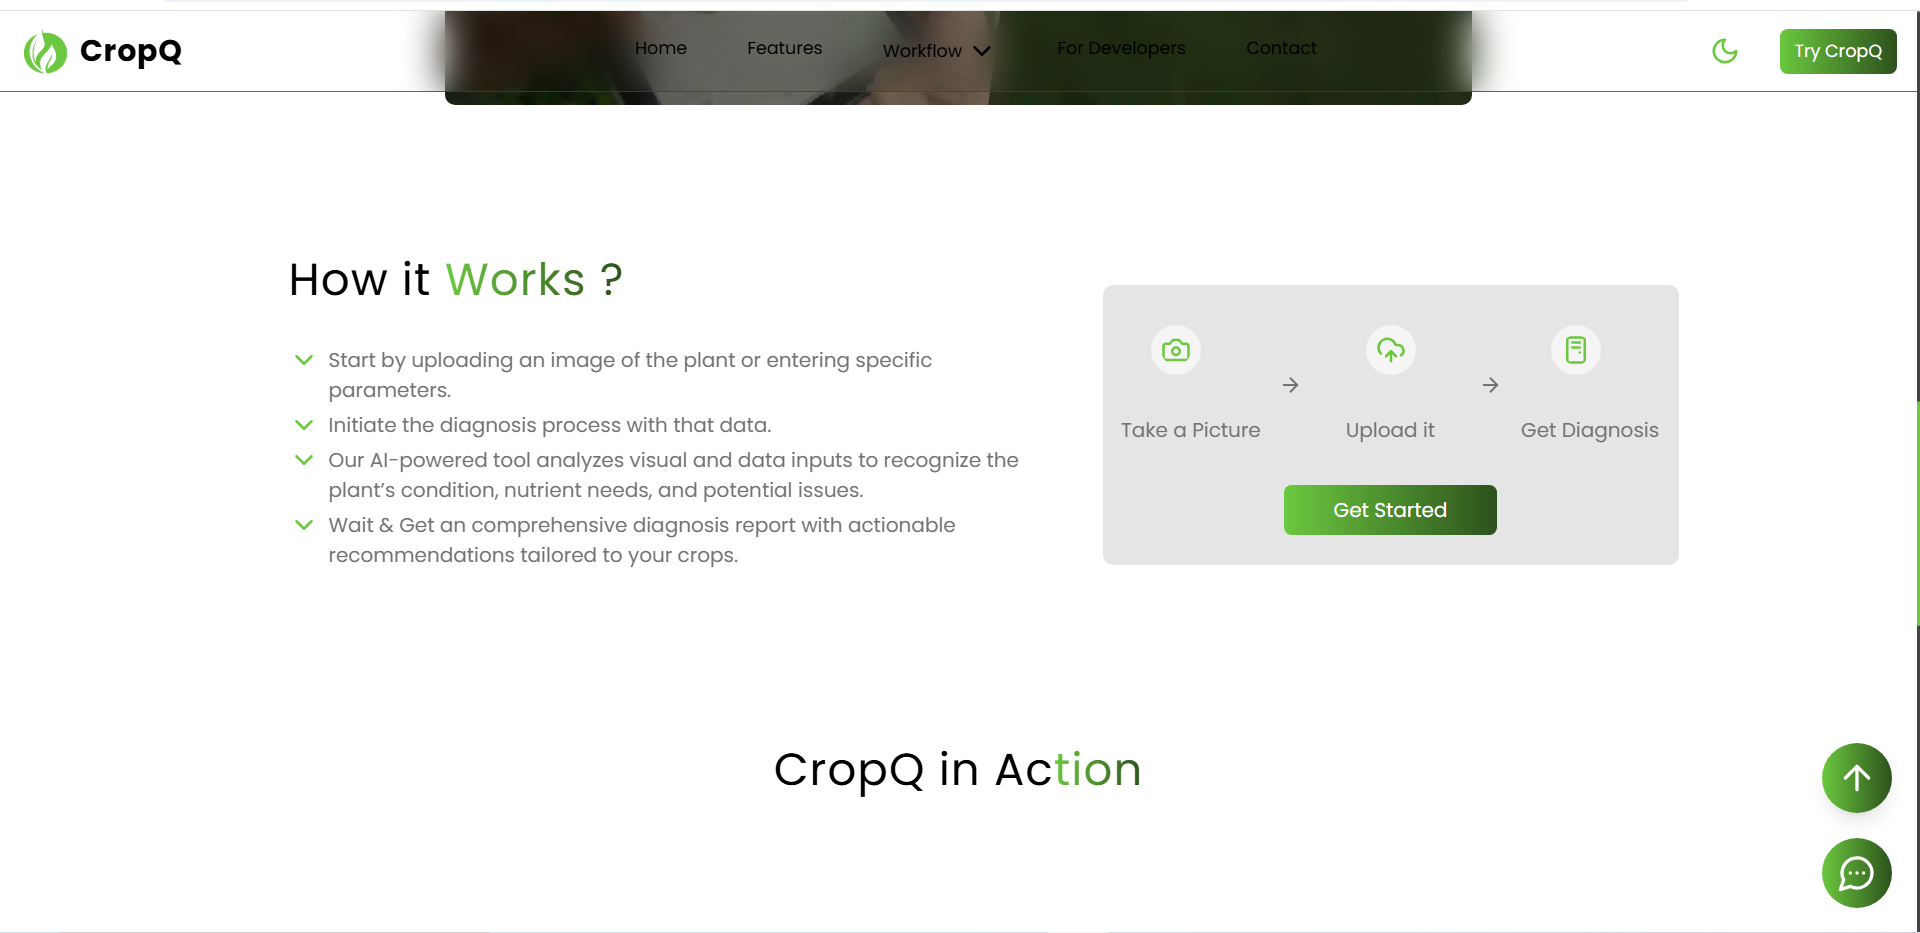 CropQ
Home
Features
Workflow
For Developers
Contact
Try CropQ
How it Works ?
Start by uploading an image of the plant or entering specific
parameters.
Initiate the diagnosis process with that data.
Our AI-powered tool analyzes visual and data inputs to recognize the
plant’s condition, nutrient needs, and potential issues.
Wait & Get an comprehensive diagnosis report with actionable
recommendations tailored to your crops.
Take a Picture
Upload it
Get Diagnosis
Get Started
CropQ in Action